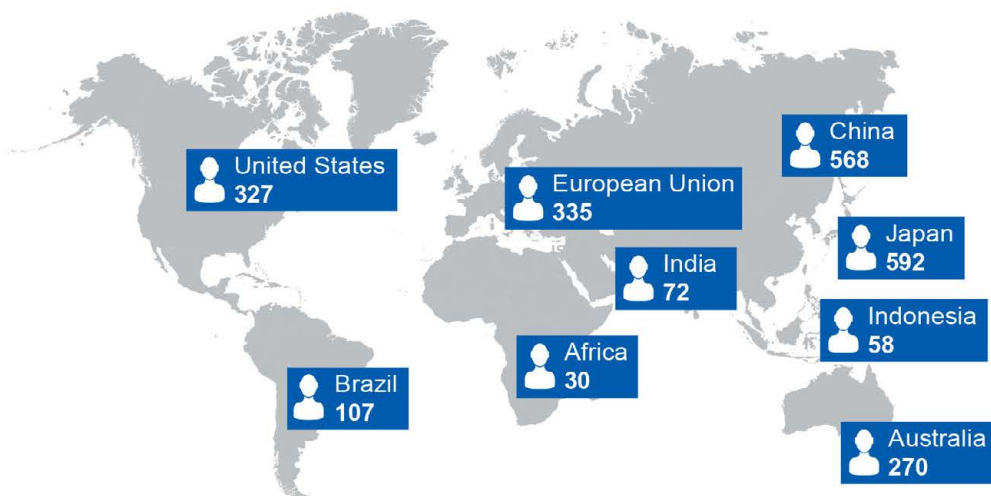 China
568
United States
327
European Union
335
Japan
592
India
72
Indonesia
58
Africa
30
Brazil
107
Australia
270